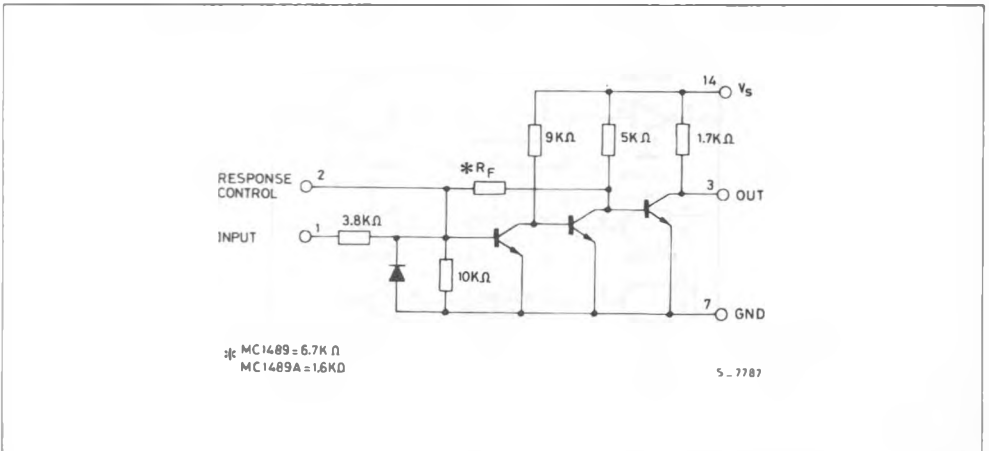 14 Vs
9KΩ 5KΩ 1.7KΩ
*RF
RESPONSE 2
CONTROL
3 OUT
3.8KΩ
INPUT 1
10KΩ
7 GND
* MC1489=6.7KΩ
MC1489A=1.6KΩ
5_7787